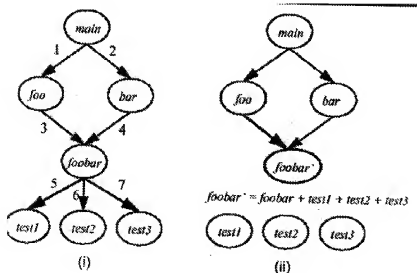 main
main
1
2
foo
bar
foo
bar
3
4
foobar
foobar`
5
6
7
foobar` = foobar + test1 + test2 + test3
test1
test2
test3
test1
test2
test3
(i)
(ii)